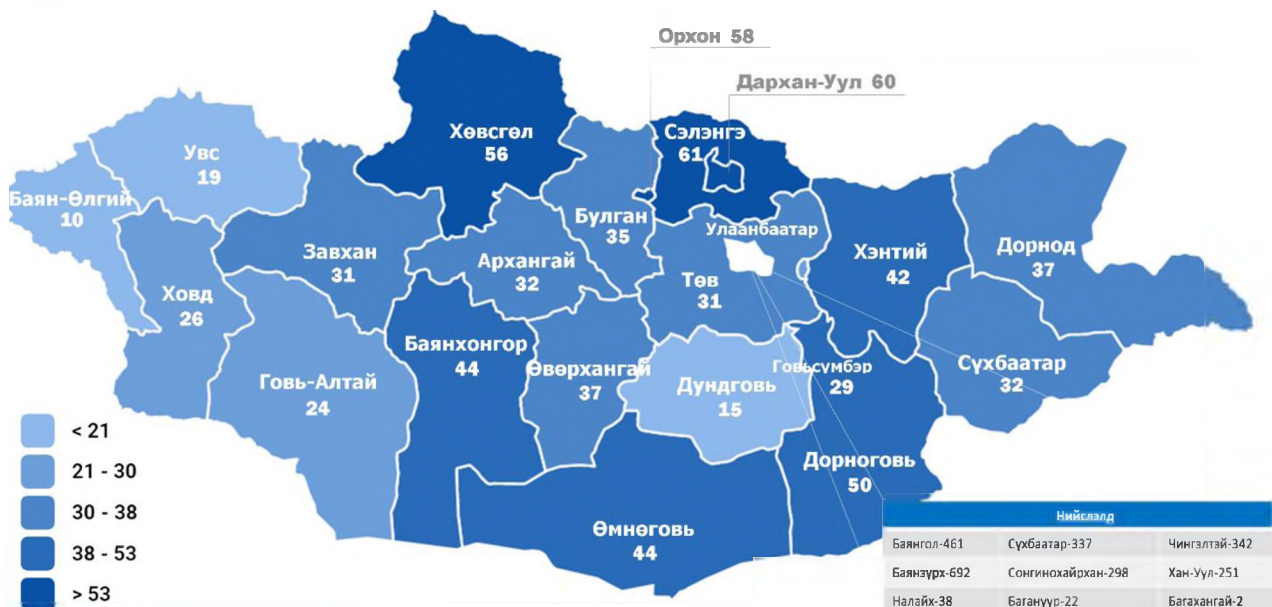 Орхон 58
Дархан-Уул 60
Хөвсгөл
56
Сэлэнгэ
61
Увс
19
Баян-Өлгий
10
Булган
35
Улаанбаатар
Хэнтий
42
Дорнод
37
Завхан
31
Архангай
32
Төв
31
Ховд
26
Баянхонгор
44
Өвөрхангай
37
Говь-Алтай
24
Дундговь
15
Говьсүмбэр
29
Сүхбаатар
32
Дорноговь
50
Өмнөговь
44
< 21
21 - 30
30 - 38
38 - 53
> 53
Нийслэлд
Баянгол-461 Сүхбаатар-337 Чингэлтэй-342
Баянзүрх-692 Сонгинохайрхан-298 Хан-Уул-251
Налайх-38 Багануур-22 Багахангай-2